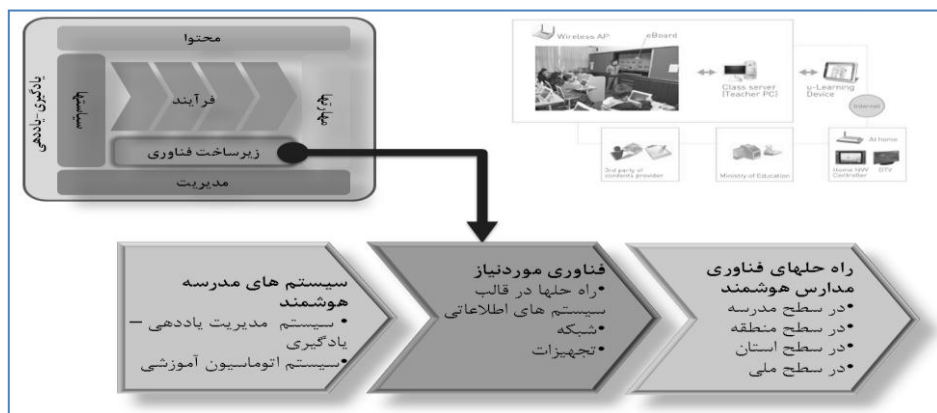 محتوا
یادگیری-یاددهی
سیاستها
فرآیند
مهارتها
زیرساخت فناوری
مدیریت
Wireless AP
eBoard
Class server
(Teacher PC)
u-Learning
Device
Internet
3rd party of
contents provider
Ministry of Education
At home
Home NW
Controller
DTV
سیستم های مدرسه
هوشمند
•سیستم مدیریت یاددهی –
یادگیری
•سیستم اتوماسیون آموزشی
فناوری موردنیاز
•راه حلها در قالب
سیستم های اطلاعاتی
•شبکه
•تجهیزات
راه حلهای فناوری
مدارس هوشمند
•در سطح مدرسه
•در سطح منطقه
•در سطح استان
•در سطح ملی